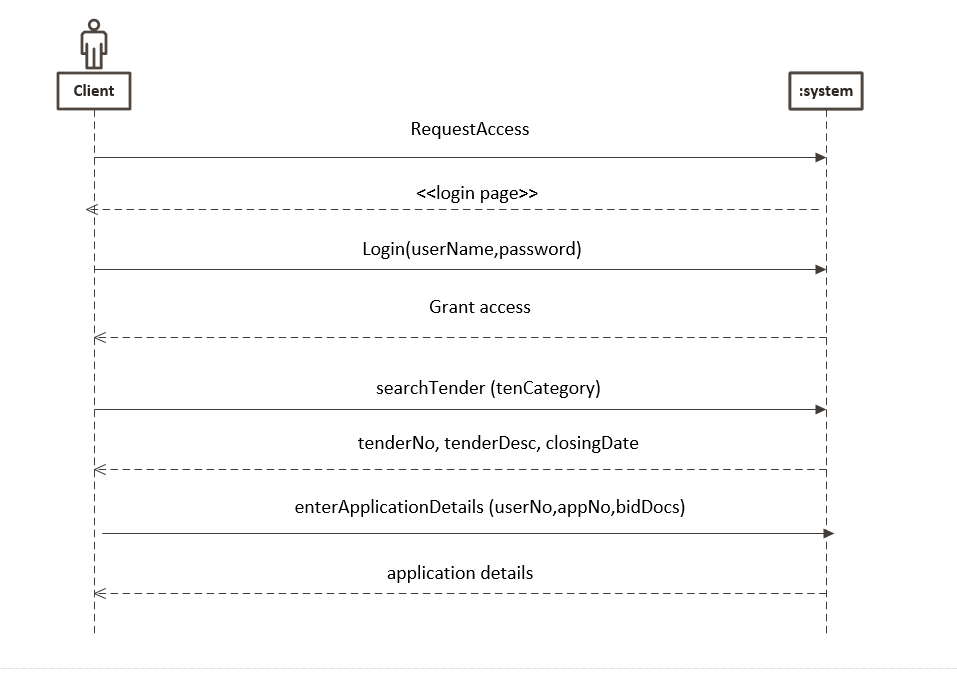 Client
:system
RequestAccess
<<login page>>
Login(userName,password)
Grant access
searchTender (tenCategory)
tenderNo, tenderDesc, closingDate
enterApplicationDetails (userNo,appNo,bidDocs)
application details